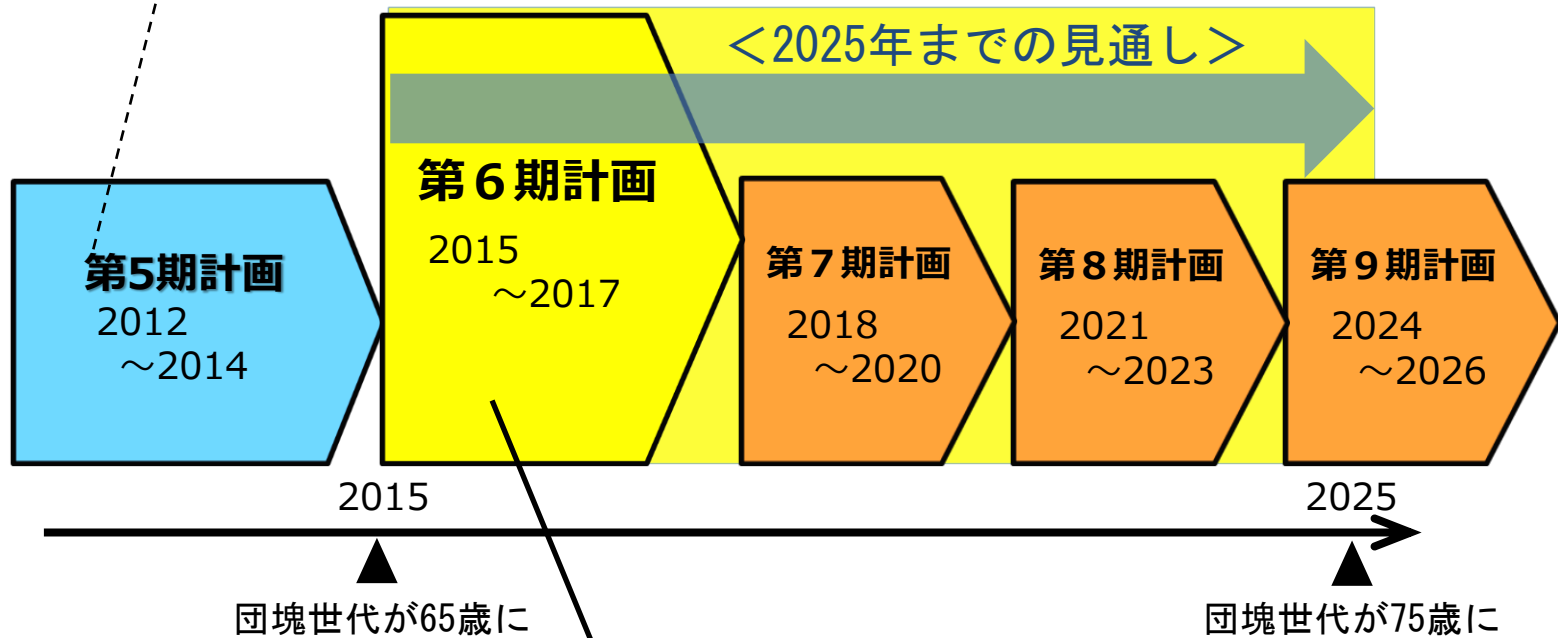 ＜2025年までの見通し＞
第５期計画
2012
～2014
第６期計画
2015
～2017
第７期計画
2018
～2020
第８期計画
2021
～2023
第９期計画
2024
～2026
2015
2025
団塊世代が65歳に
団塊世代が75歳に